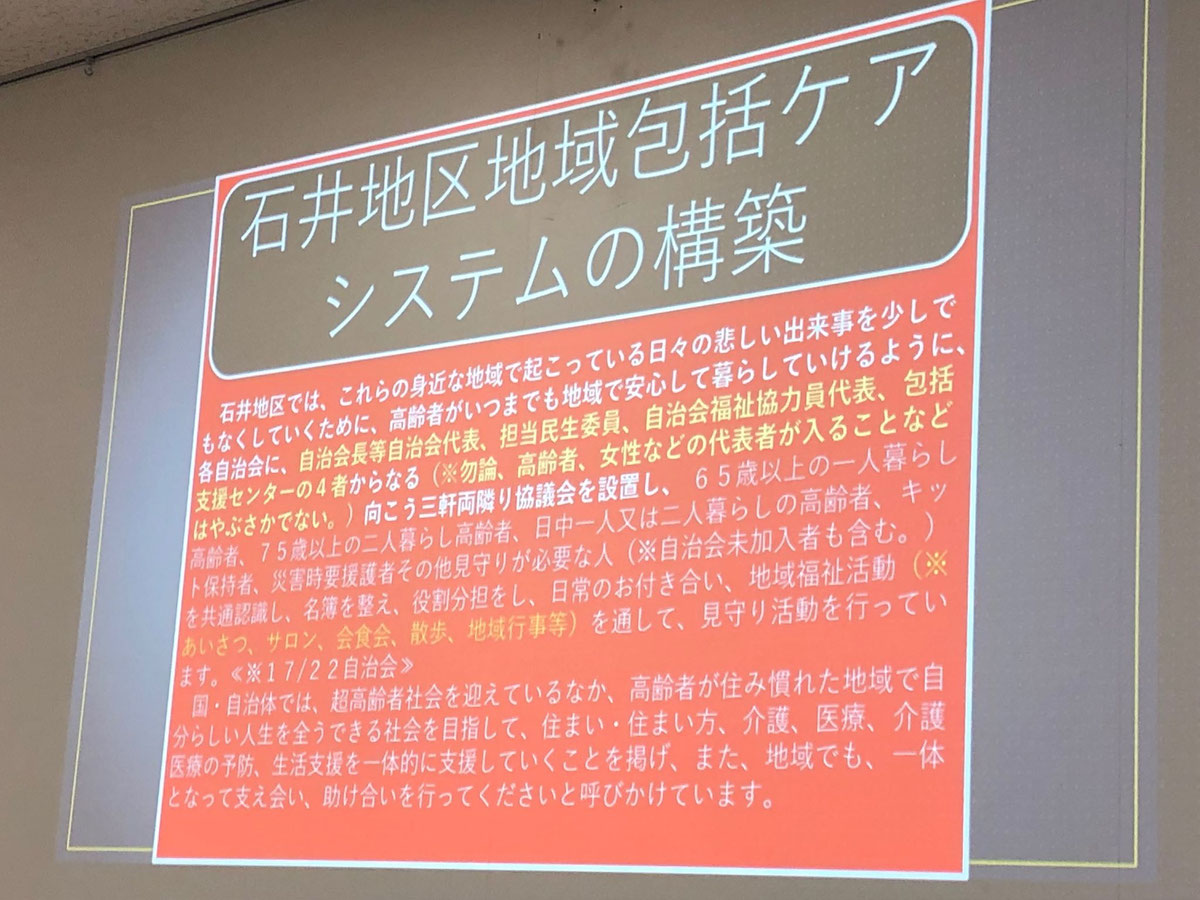 石井地区地域包括ケア
システムの構築
石井地区では、これらの身近な地域で起こっている日々の悲しい出来事を少しで
もなくしていくために、高齢者がいつまでも地域で安心して暮らしていけるように、
各自治会に、自治会長等自治会代表、担当民生委員、自治会福祉協力員代表、包括
支援センターの４者からなる（※勿論、高齢者、女性などの代表者が入ることなど
はやぶさかでない。）向こう三軒両隣り協議会を設置し、６５歳以上の一人暮らし
高齢者、７５歳以上の二人暮らし高齢者、日中一人又は二人暮らしの高齢者、キッ
ト保持者、災害時要援護者その他見守りが必要な人（※自治会未加入者も含む。）
を共通認識し、名簿を整え、役割分担をし、日常のお付き合い、地域福祉活動（※
あいさつ、サロン、会食会、散歩、地域行事等）を通して、見守り活動を行ってい
ます。≪※１７/２２自治会≫
国・自治体では、超高齢者社会を迎えているなか、高齢者が住み慣れた地域で自
分らしい人生を全うできる社会を目指して、住まい・住まい方、介護、医療、介護
医療の予防、生活支援を一体的に支援していくことを掲げ、また、地域でも、一体
となって支え会い、助け合いを行ってくださいと呼びかけています。